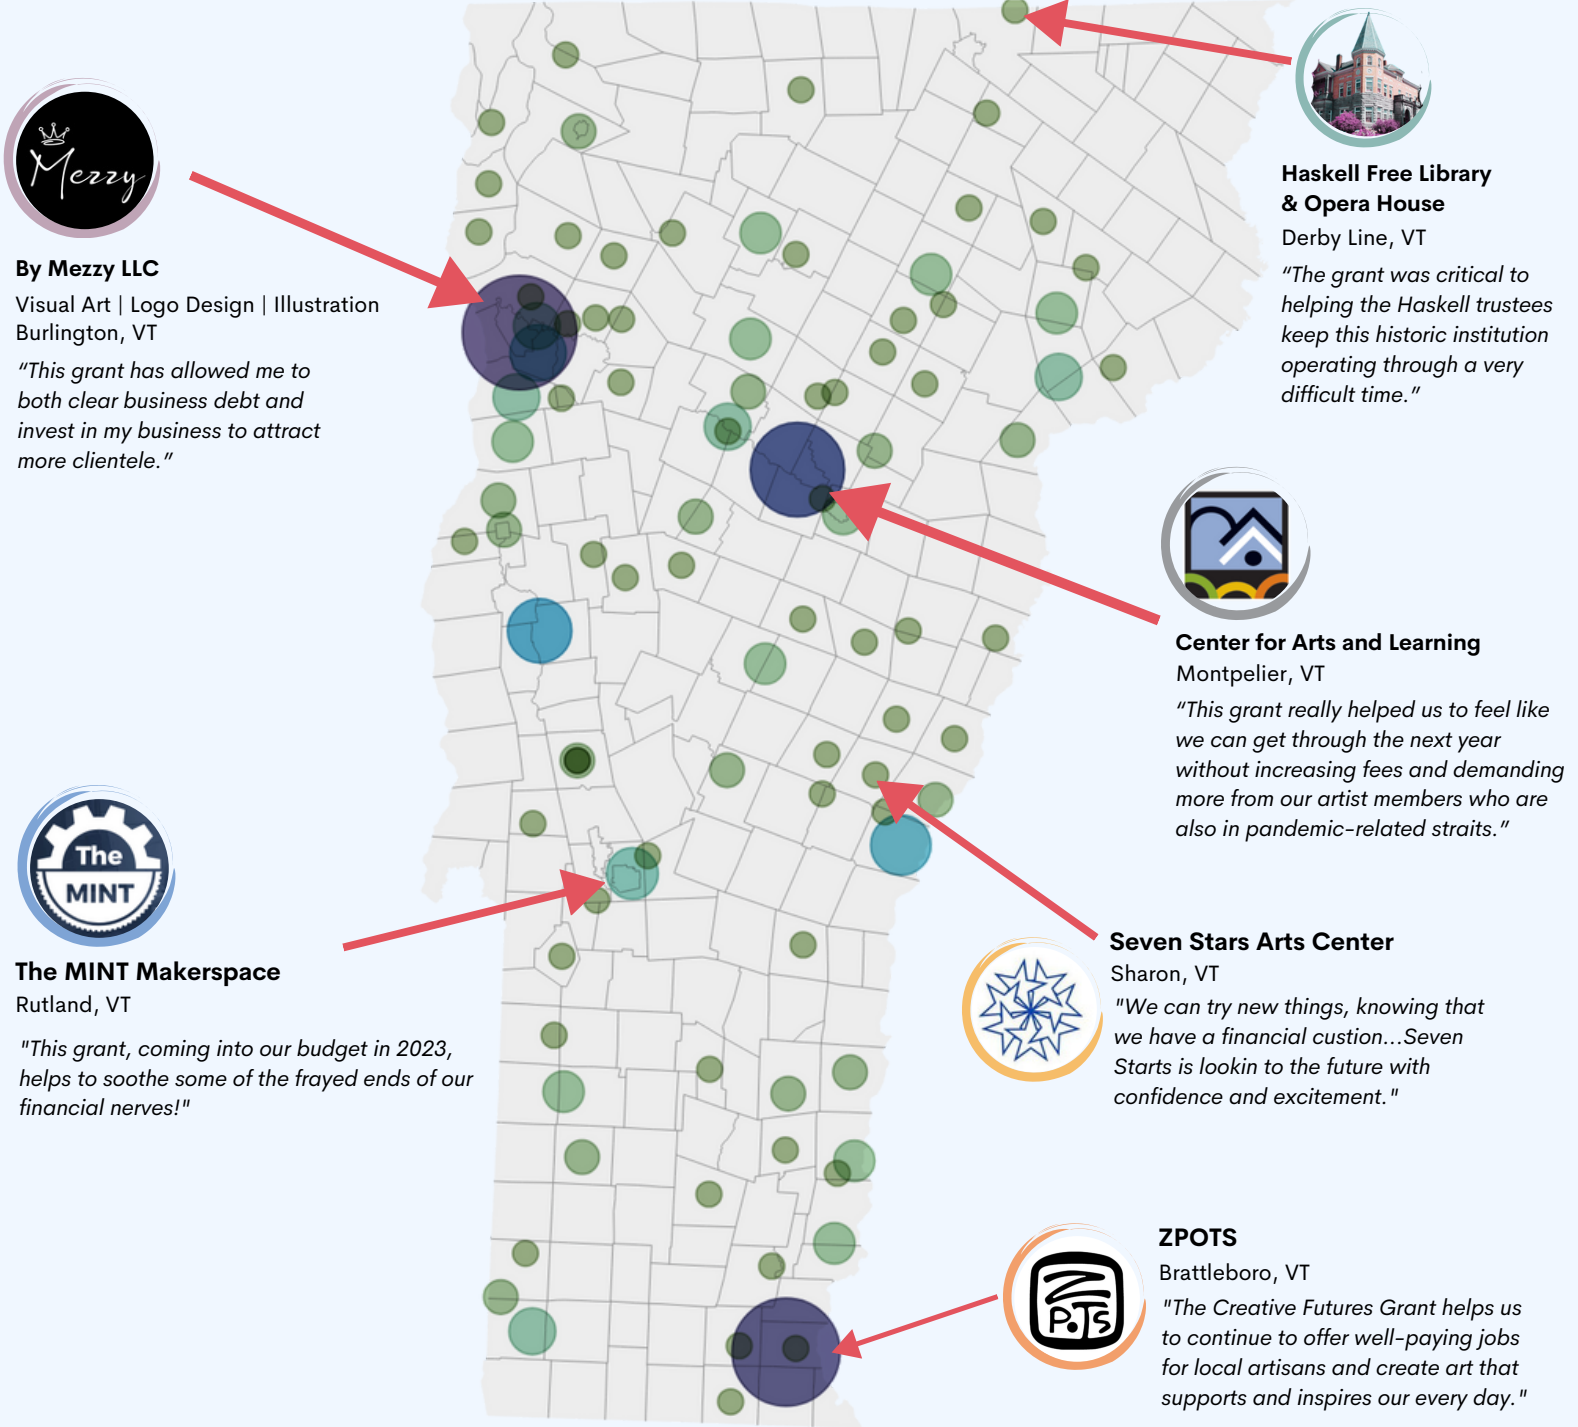 Mezzy
By Mezzy LLC
Visual Art | Logo Design | Illustration
Burlington, VT
“This grant has allowed me to
both clear business debt and
invest in my business to attract
more clientele.”
Haskell Free Library
& Opera House
Derby Line, VT
“The grant was critical to
helping the Haskell trustees
keep this historic institution
operating through a very
difficult time.”
Center for Arts and Learning
Montpelier, VT
“This grant really helped us to feel like
we can get through the next year
without increasing fees and demanding
more from our artist members who are
also in pandemic-related straits.”
The
MINT
The MINT Makerspace
Rutland, VT
"This grant, coming into our budget in 2023,
helps to soothe some of the frayed ends of our
financial nerves!"
Seven Stars Arts Center
Sharon, VT
"We can try new things, knowing that
we have a financial custion...Seven
Starts is lookin to the future with
confidence and excitement."
Z
POTS
ZPOTS
Brattleboro, VT
"The Creative Futures Grant helps us
to continue to offer well-paying jobs
for local artisans and create art that
supports and inspires our every day."